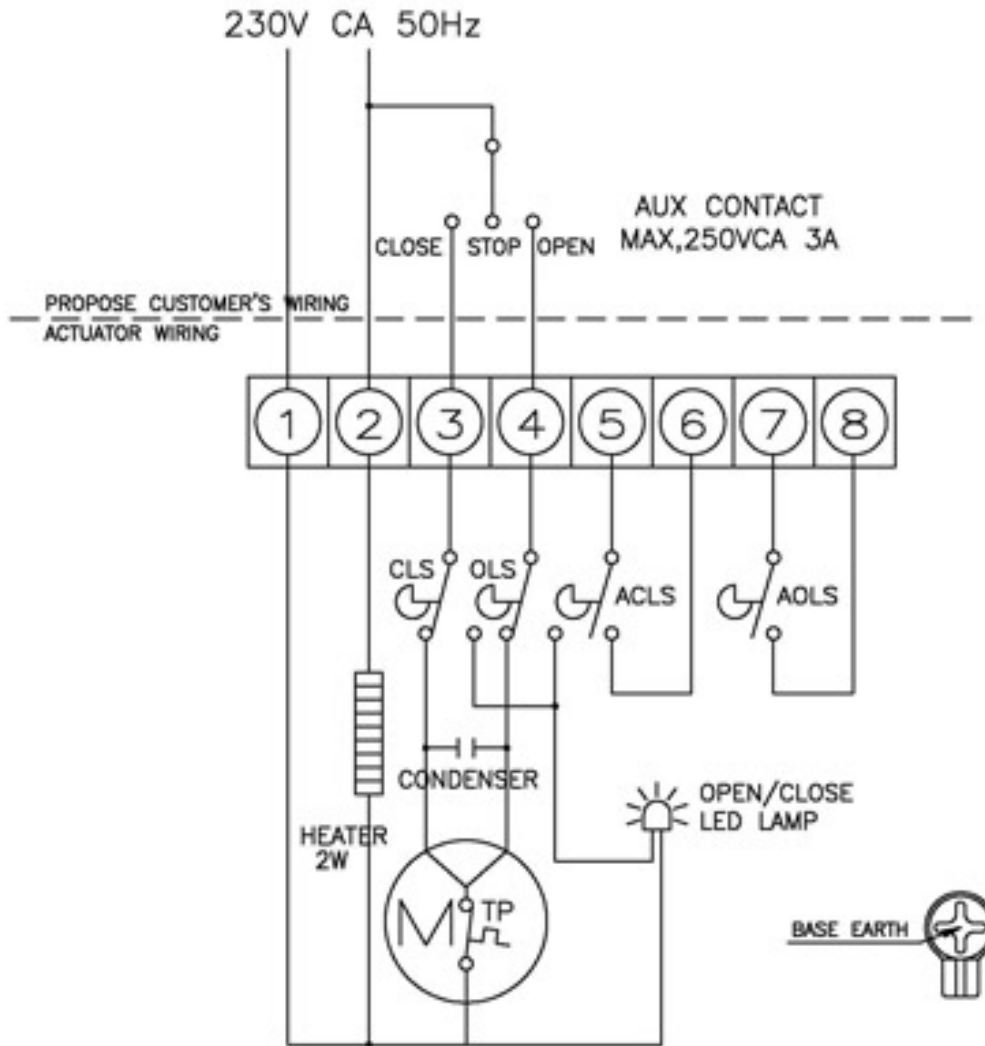 230V CA 50Hz
AUX CONTACT
MAX,250VCA 3A
CLOSE STOP OPEN
PROPOSE CUSTOMER'S WIRING
ACTUATOR WIRING
1 2 3 4 5 6 7 8
CLS OLS ACLS AOLS
CONDENSER
OPEN/CLOSE
LED LAMP
HEATER
2W
M TP
BASE EARTH